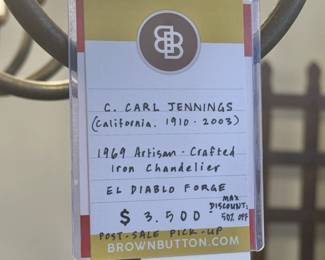 BB
C. CARL JENNINGS
(California, 1910 - 2003)
1969 Artisan - Crafted
Iron Chandelier
EL DIABLO FORGE
$ 3,500
MAX
DISCOUNT:
50% OFF
POST-SALE PICK-UP
BROWNBUTTON.COM